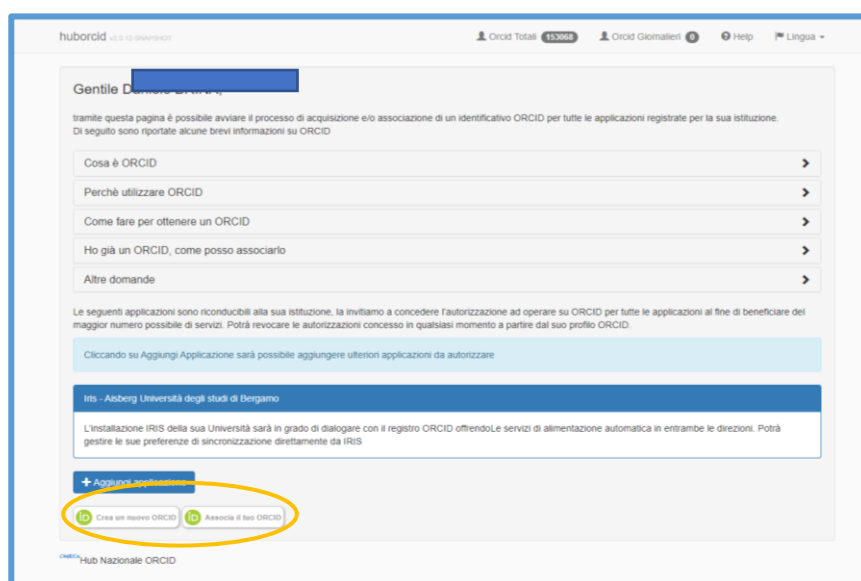 huborcid v2.0.12-SNAPSHOT
Orcid Totali 153068
Orcid Giornalieri 0
Help
Lingua
Gentile
tramite questa pagina è possibile avviare il processo di acquisizione e/o associazione di un identificativo ORCID per tutte le applicazioni registrate per la sua istituzione.
Di seguito sono riportate alcune brevi informazioni su ORCID
Cosa è ORCID
Perchè utilizzare ORCID
Come fare per ottenere un ORCID
Ho già un ORCID, come posso associarlo
Altre domande
Le seguenti applicazioni sono riconducibili alla sua istituzione, la invitiamo a concedere l'autorizzazione ad operare su ORCID per tutte le applicazioni al fine di beneficiare del
maggior numero possibile di servizi. Potrà revocare le autorizzazioni concesso in qualsiasi momento a partire dal suo profilo ORCID.
Cliccando su Aggiungi Applicazione sarà possibile aggiungere ulteriori applicazioni da autorizzare
Iris - Aisberg Università degli studi di Bergamo
L'installazione IRIS della sua Università sarà in grado di dialogare con il registro ORCID offrendoLe servizi di alimentazione automatica in entrambe le direzioni. Potrà
gestire le sue preferenze di sincronizzazione direttamente da IRIS
+ Aggiungi applicazione
iD Crea un nuovo ORCID
iD Associa il tuo ORCID
CINECA Hub Nazionale ORCID